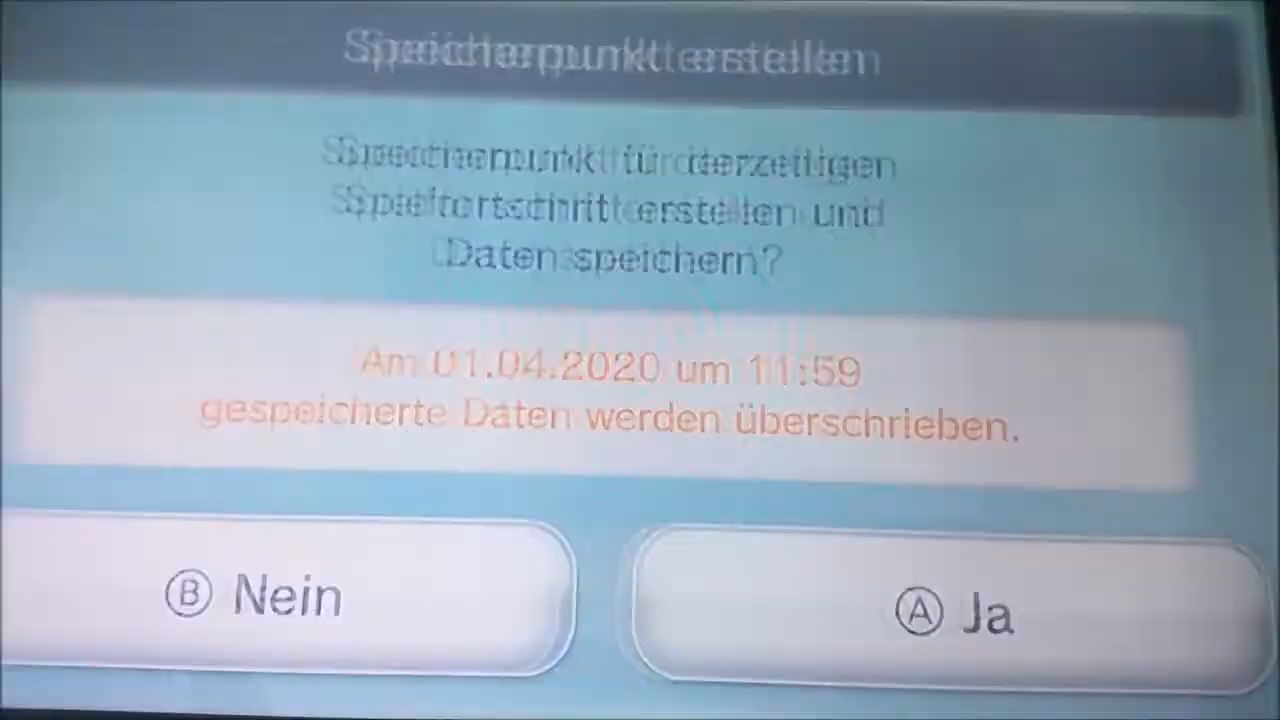 Speicherpunkt erstellen
Speicherpunkt für derzeitigen
Spielfortschritt erstellen und
Daten speichern?
Am 01.04.2020 um 11:59
gespeicherte Daten werden überschrieben.
Ⓑ Nein
Ⓐ Ja